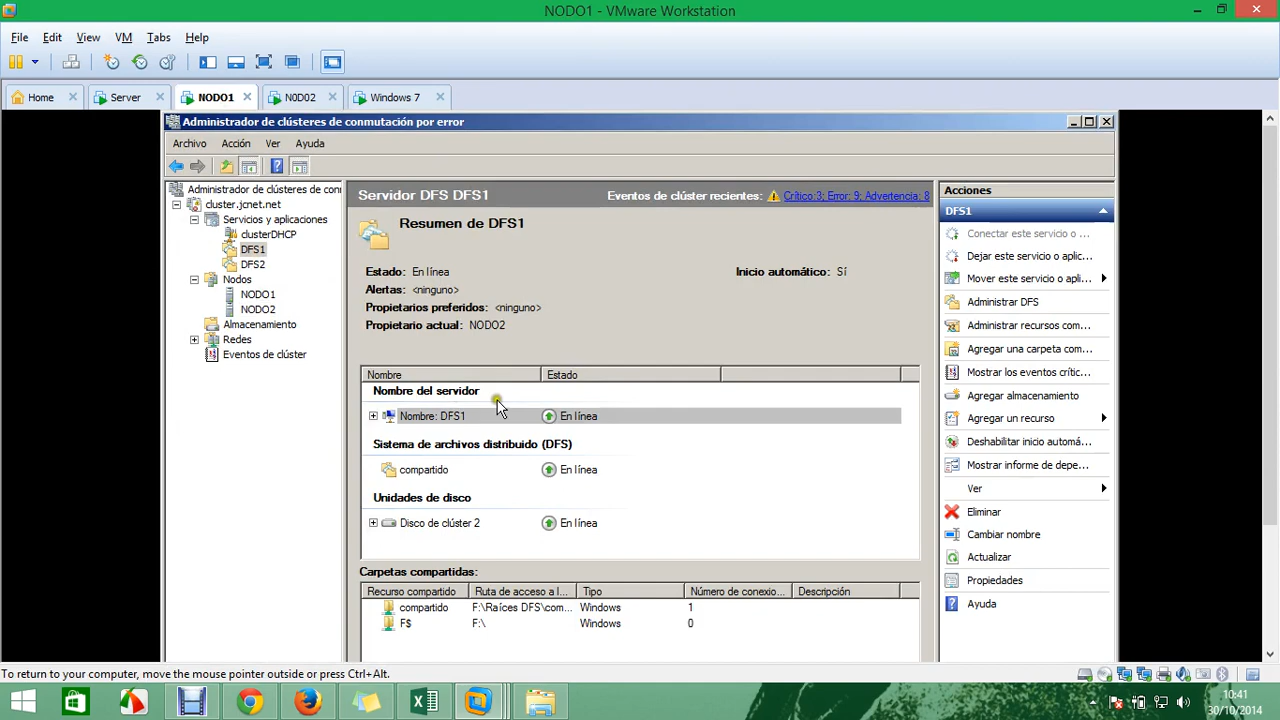 NODO1 - VMware Workstation
File Edit View VM Tabs Help
Home Server NODO1 N0D02 Windows 7
Administrador de clústeres de conmutación por error
Archivo Acción Ver Ayuda
Administrador de clústeres de con
cluster.jcnet.net
Servicios y aplicaciones
clusterDHCP
DFS1
DFS2
Nodos
NODO1
NODO2
Almacenamiento
Redes
Eventos de clúster
Servidor DFS DFS1
Eventos de clúster recientes: Crítico:3; Error: 9; Advertencia: 8
Resumen de DFS1
Estado: En línea
Inicio automático: Sí
Alertas: <ninguno>
Propietarios preferidos: <ninguno>
Propietario actual: NODO2
Nombre Estado
Nombre del servidor
Nombre: DFS1 En línea
Sistema de archivos distribuido (DFS)
compartido En línea
Unidades de disco
Disco de clúster 2 En línea
Carpetas compartidas:
Recurso compartido Ruta de acceso a l... Tipo Número de conexio... Descripción
compartido F:\Raíces DFS\com... Windows 1
F$ F:\ Windows 0
Acciones
DFS1
Conectar este servicio o ...
Dejar este servicio o apli...
Mover este servicio o apli...
Administrar DFS
Administrar recursos com...
Agregar una carpeta com...
Mostrar los eventos crític...
Agregar almacenamiento
Agregar un recurso
Deshabilitar inicio automá...
Mostrar informe de depe...
Ver
Eliminar
Cambiar nombre
Actualizar
Propiedades
Ayuda
To return to your computer, move the mouse pointer outside or press Ctrl+Alt.
10:41
30/10/2014